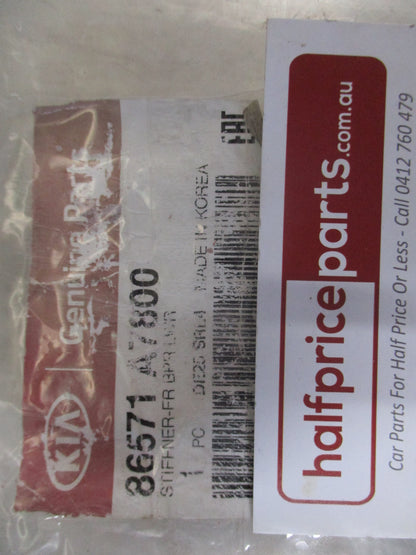 KIA
Genuine Parts
86571 A7800
STIFFNER-FR BPR LWR
1 PC
MADE IN KOREA
EAC
halfpriceparts.com.au
Car Parts For Half Price Or Less - Call 0412 760 479